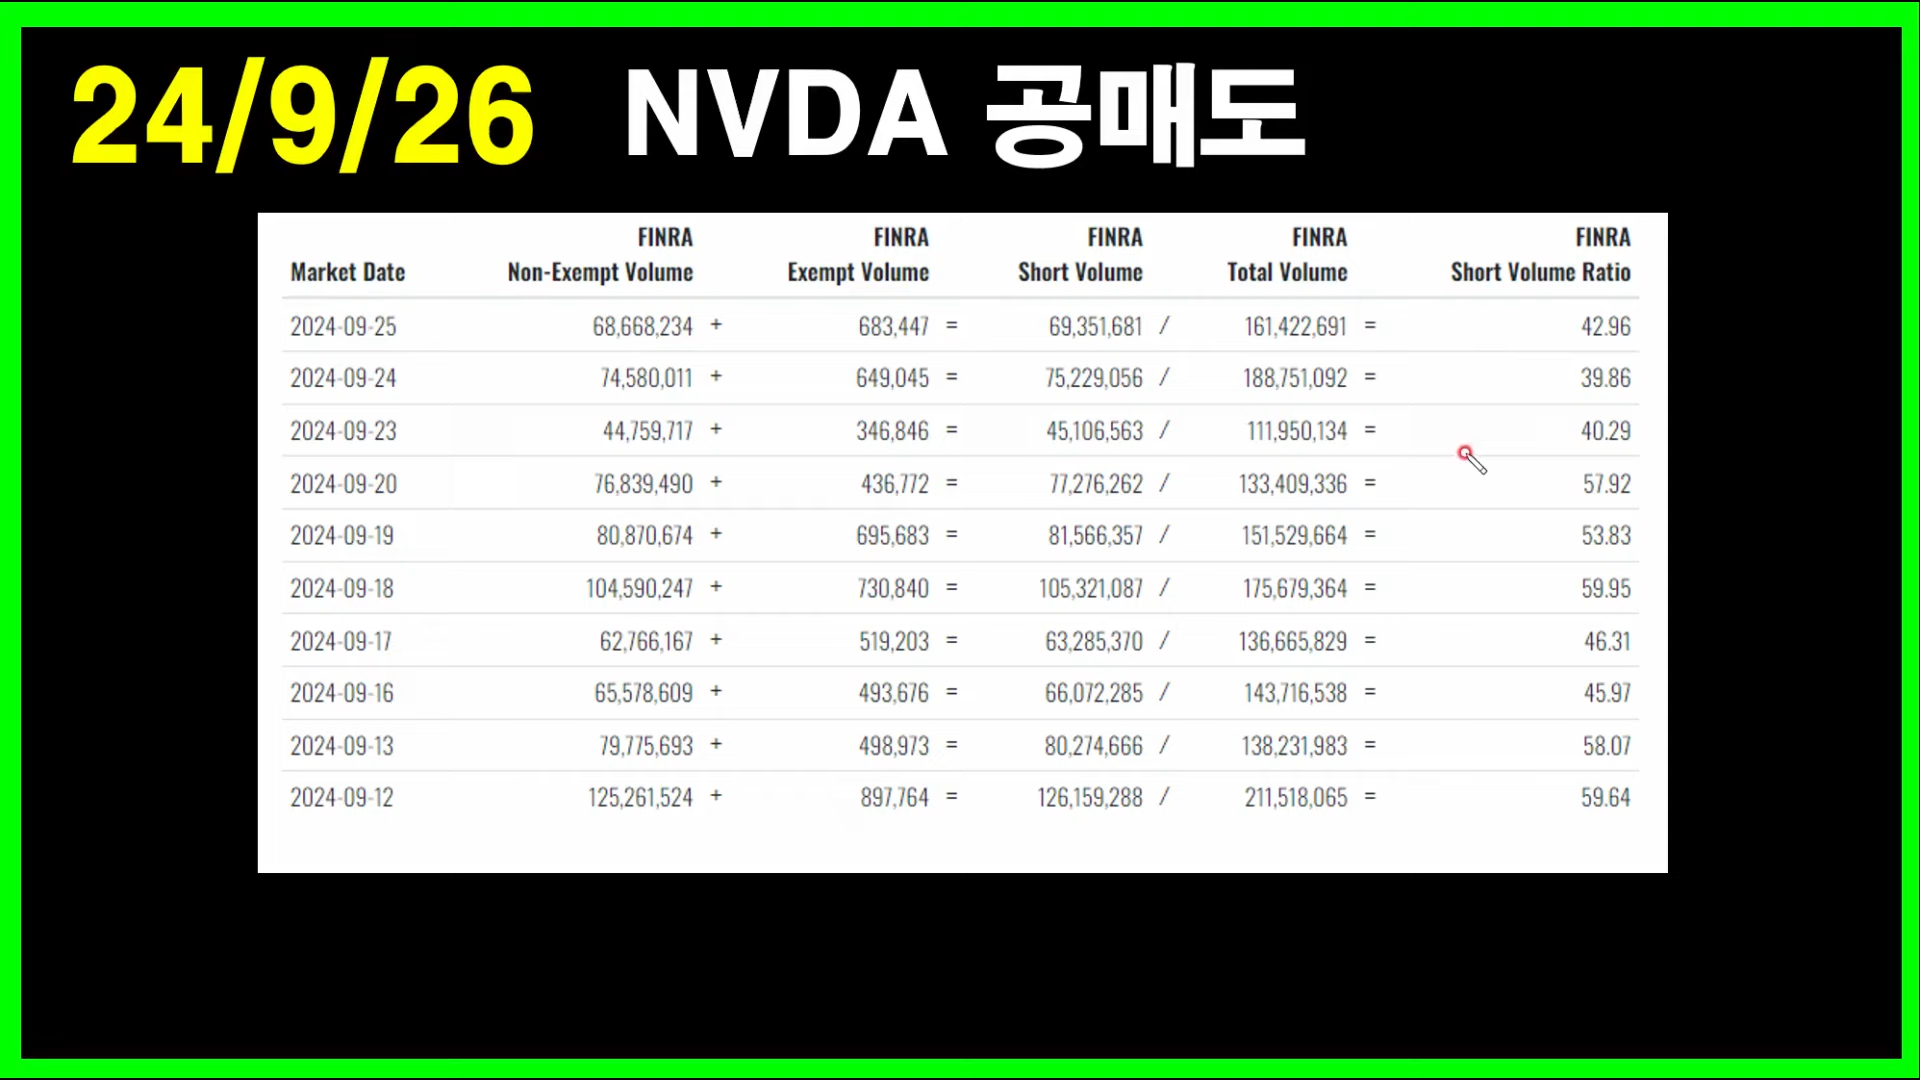 24/9/26 NVDA 공매도
FINRA FINRA FINRA FINRA FINRA
Market Date Non-Exempt Volume Exempt Volume Short Volume Total Volume Short Volume Ratio
2024-09-25 68,668,234 + 683,447 = 69,351,681 / 161,422,691 = 42.96
2024-09-24 74,580,011 + 649,045 = 75,229,056 / 188,751,092 = 39.86
2024-09-23 44,759,717 + 346,846 = 45,106,563 / 111,950,134 = 40.29
2024-09-20 76,839,490 + 436,772 = 77,276,262 / 133,409,336 = 57.92
2024-09-19 80,870,674 + 695,683 = 81,566,357 / 151,529,664 = 53.83
2024-09-18 104,590,247 + 730,840 = 105,321,087 / 175,679,364 = 59.95
2024-09-17 62,766,167 + 519,203 = 63,285,370 / 136,665,829 = 46.31
2024-09-16 65,578,609 + 493,676 = 66,072,285 / 143,716,538 = 45.97
2024-09-13 79,775,693 + 498,973 = 80,274,666 / 138,231,983 = 58.07
2024-09-12 125,261,524 + 897,764 = 126,159,288 / 211,518,065 = 59.64